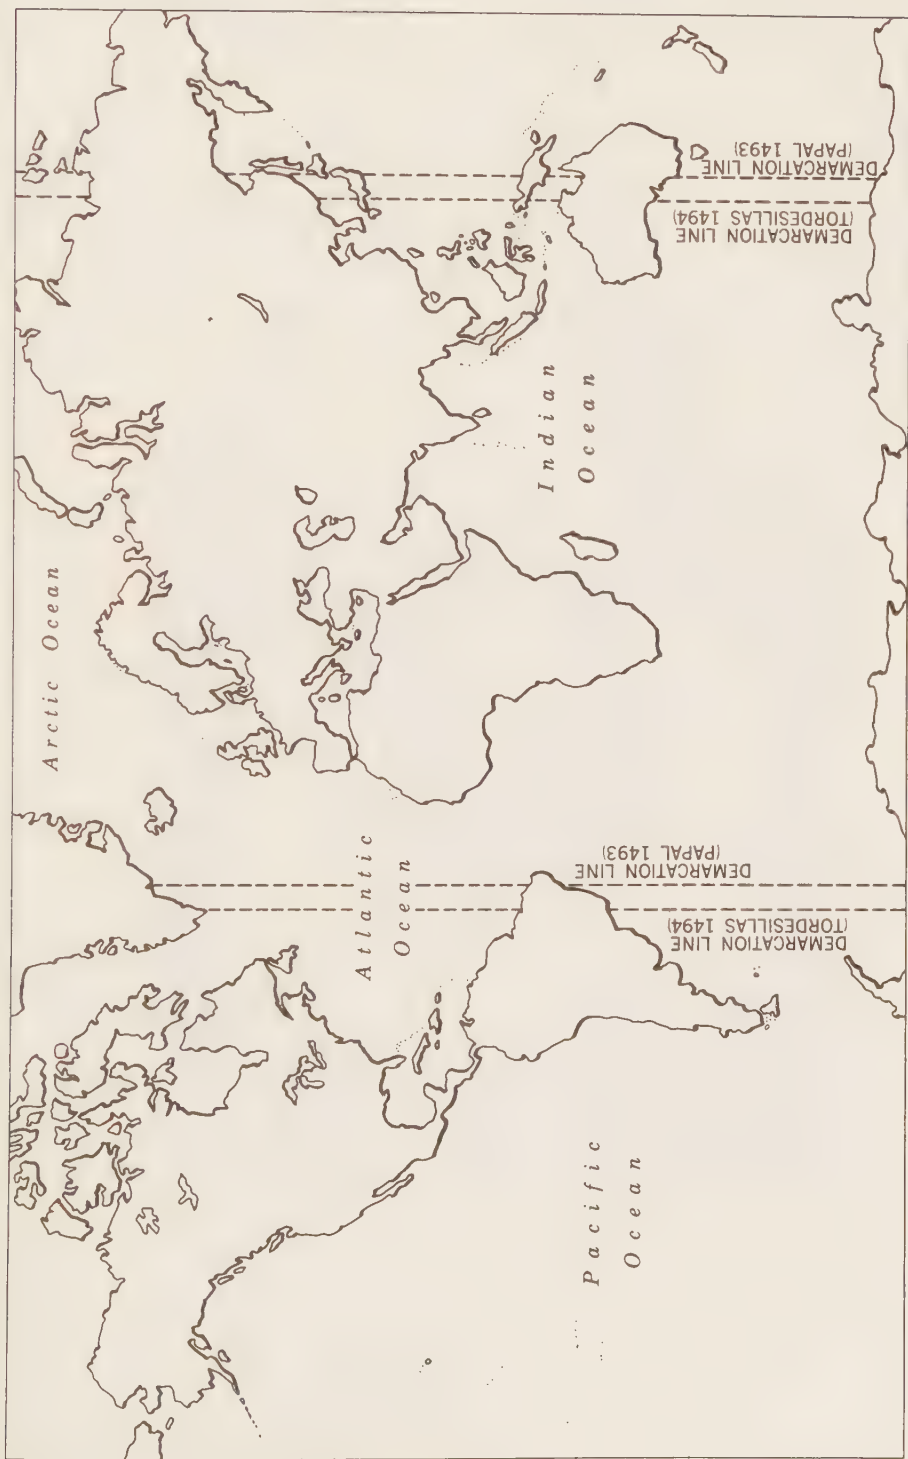 Arctic Ocean
Atlantic
Ocean
Indian
Ocean
Pacific
Ocean
DEMARCATION LINE
(PAPAL 1493)
DEMARCATION LINE
(TORDESILLAS 1494)
DEMARCATION LINE
(PAPAL 1493)
DEMARCATION LINE
(TORDESILLAS 1494)